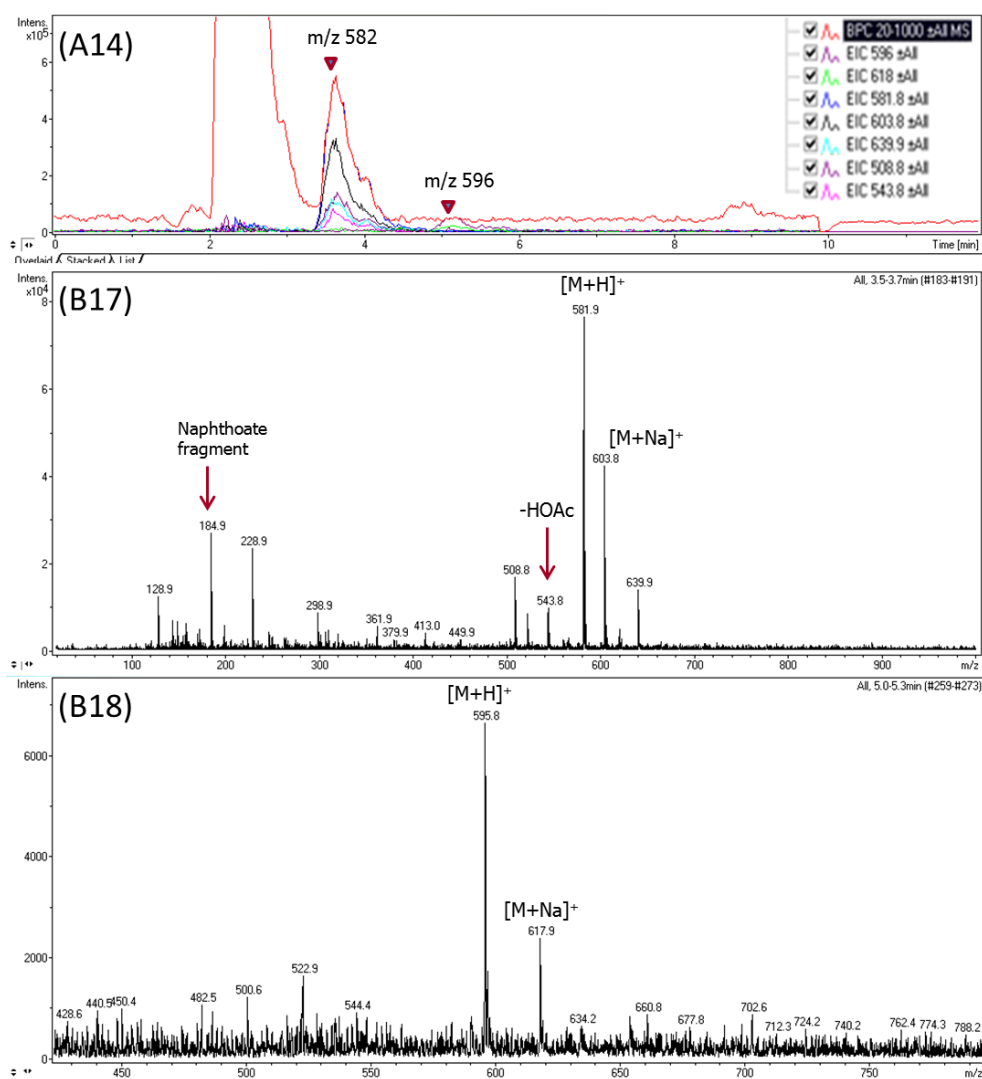 Intens.
x10⁵
(A14)
m/z 582
m/z 596
BPC 20-1000 ±All MS
EIC 596 ±All
EIC 618 ±All
EIC 581.8 ±All
EIC 603.8 ±All
EIC 639.9 ±All
EIC 508.8 ±All
EIC 543.8 ±All
6
4
2
0
0 2 4 6 8 10 Time [min]
Overlaid Stacked List
Intens.
x10⁴
(B17)
All, 3.5-3.7min (#183-#191)
[M+H]⁺
581.9
[M+Na]⁺
603.8
Naphthoate
fragment
-HOAc
184.9
228.9
128.9
298.9
361.9
379.9
413.0
449.9
508.8
543.8
639.9
8
6
4
2
0
100 200 300 400 500 600 700 800 900 m/z
Intens.
(B18)
All, 5.0-5.3min (#259-#273)
[M+H]⁺
595.8
[M+Na]⁺
617.9
428.6
440.5
450.4
482.5
500.6
522.9
544.4
634.2
660.8
677.8
702.6
712.3
724.2
740.2
762.4
774.3
788.2
6000
4000
2000
0
450 500 550 600 650 700 750 m/z